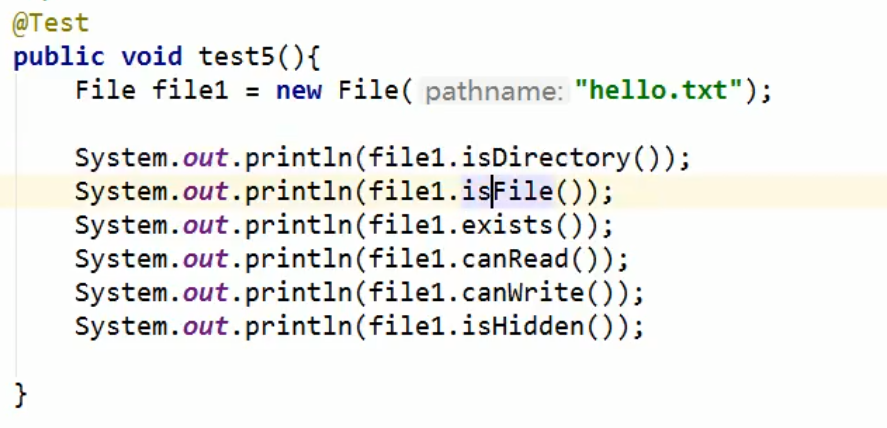 @Test
public void test5(){
    File file1 = new File( pathname: "hello.txt");
    System.out.println(file1.isDirectory());
    System.out.println(file1.isFile());
    System.out.println(file1.exists());
    System.out.println(file1.canRead());
    System.out.println(file1.canWrite());
    System.out.println(file1.isHidden());
}